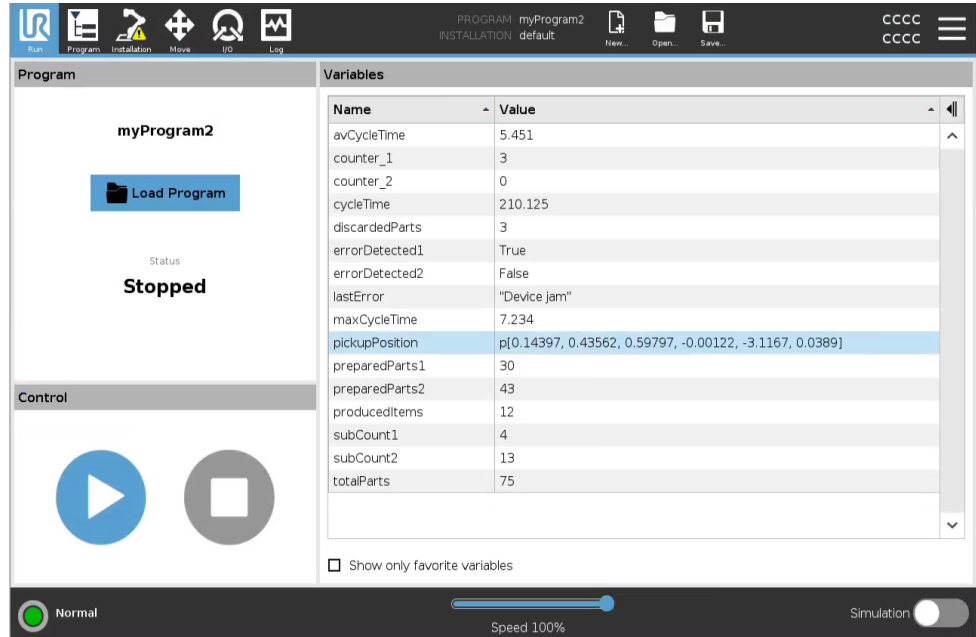 UR
Run
Program
Installation
Move
I/O
Log
PROGRAM myProgram2
INSTALLATION default
New...
Open...
Save...
CCCC
CCCC
Program
myProgram2
Load Program
Status
Stopped
Control
Variables
Name Value
avCycleTime 5.451
counter_1 3
counter_2 0
cycleTime 210.125
discardedParts 3
errorDetected1 True
errorDetected2 False
lastError "Device jam"
maxCycleTime 7.234
pickupPosition p[0.14397, 0.43562, 0.59797, -0.00122, -3.1167, 0.0389]
preparedParts1 30
preparedParts2 43
producedItems 12
subCount1 4
subCount2 13
totalParts 75
Show only favorite variables
Normal
Speed 100%
Simulation